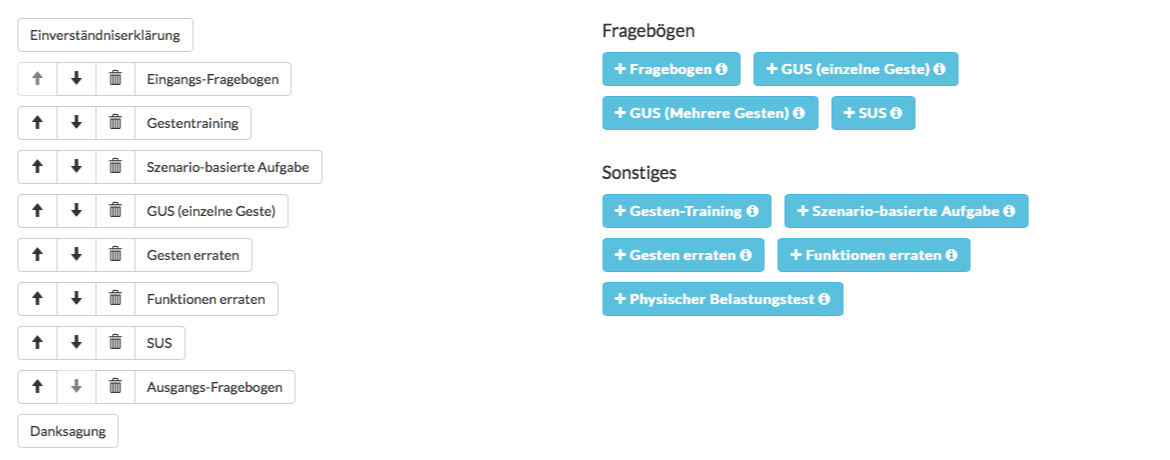 Einverständniserklärung
Eingangs-Fragebogen
Gestentraining
Szenario-basierte Aufgabe
GUS (einzelne Geste)
Gesten erraten
Funktionen erraten
SUS
Ausgangs-Fragebogen
Danksagung
Fragebögen
+ Fragebogen
+ GUS (einzelne Geste)
+ GUS (Mehrere Gesten)
+ SUS
Sonstiges
+ Gesten-Training
+ Szenario-basierte Aufgabe
+ Gesten erraten
+ Funktionen erraten
+ Physischer Belastungstest